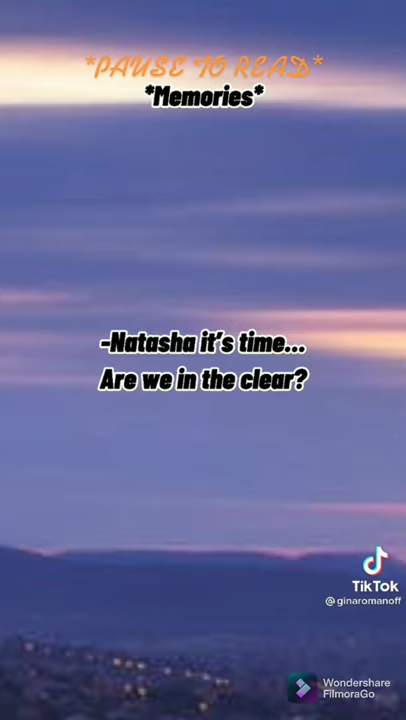 *PAUSE TO READ*
*Memories*
-Natasha it's time...
Are we in the clear?
TikTok
@ginaromanoff
Wondershare
FilmoraGo